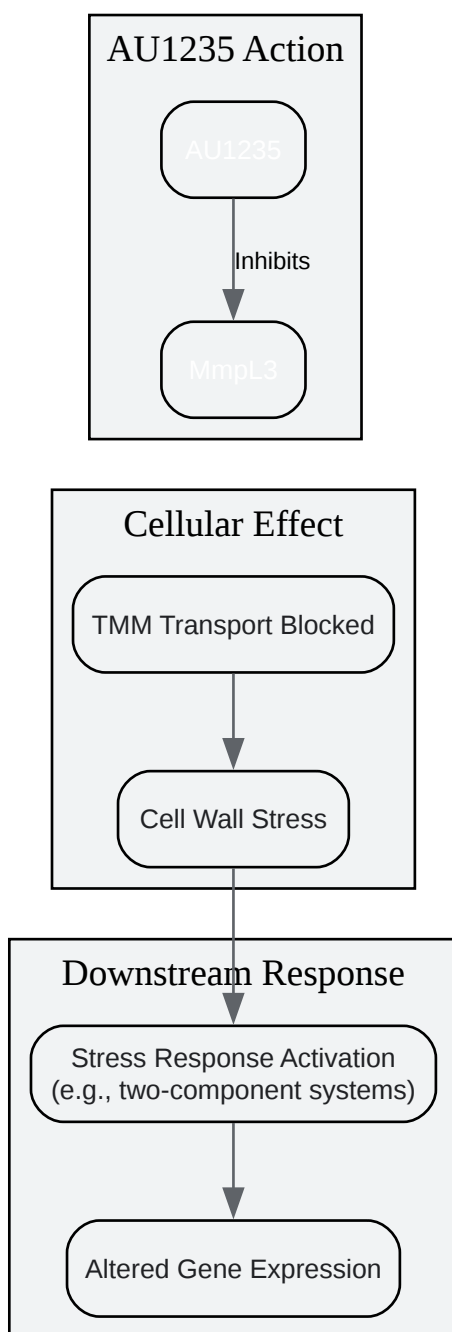 AU1235 Action
AU1235
Inhibits
MmpL3
Cellular Effect
TMM Transport Blocked
Cell Wall Stress
Downstream Response
Stress Response Activation
(e.g., two-component systems)
Altered Gene Expression